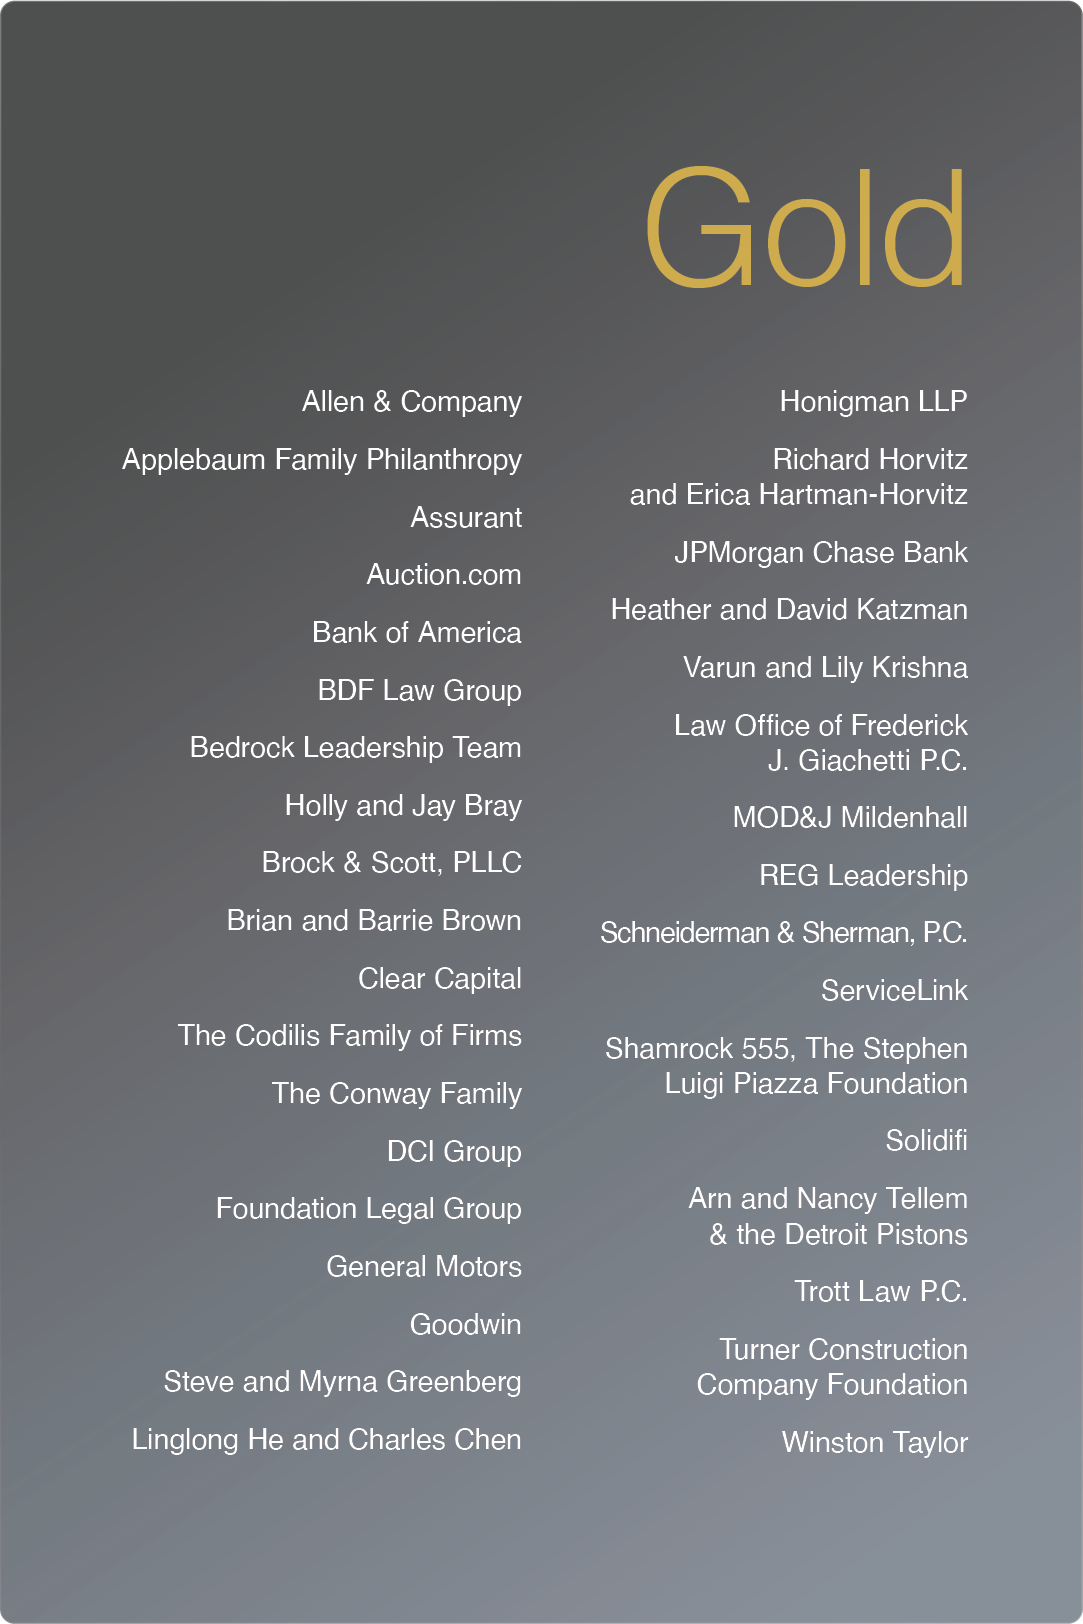 Gold
Allen & Company
Applebaum Family Philanthropy
Assurant
Auction.com
Bank of America
BDF Law Group
Bedrock Leadership Team
Holly and Jay Bray
Brock & Scott, PLLC
Brian and Barrie Brown
Clear Capital
The Codilis Family of Firms
The Conway Family
DCI Group
Foundation Legal Group
General Motors
Goodwin
Steve and Myrna Greenberg
Linglong He and Charles Chen
Honigman LLP
Richard Horvitz
and Erica Hartman-Horvitz
JPMorgan Chase Bank
Heather and David Katzman
Varun and Lily Krishna
Law Office of Frederick
J. Giachetti P.C.
MOD&J Mildenhall
REG Leadership
Schneiderman & Sherman, P.C.
ServiceLink
Shamrock 555, The Stephen
Luigi Piazza Foundation
Solidifi
Arn and Nancy Tellem
& the Detroit Pistons
Trott Law P.C.
Turner Construction
Company Foundation
Winston Taylor